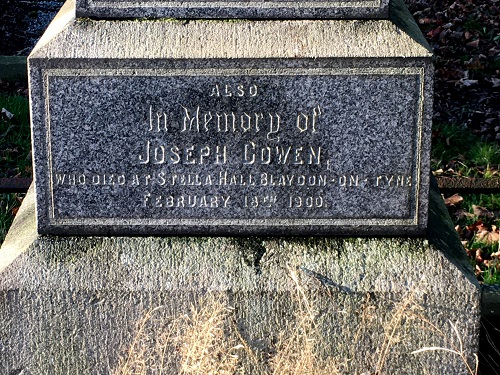 ALSO
In Memory of
JOSEPH COWEN,
WHO DIED AT STELLA HALL BLAYDON-ON-TYNE
FEBRUARY 18TH 1900.